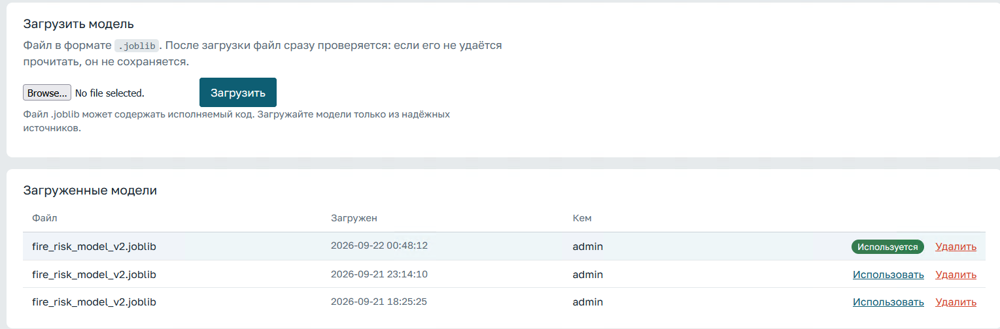 Загрузить модель
Файл в формате .joblib. После загрузки файл сразу проверяется: если его не удаётся
прочитать, он не сохраняется.
Browse... No file selected. Загрузить
Файл .joblib может содержать исполняемый код. Загружайте модели только из надёжных
источников.
Загруженные модели
Файл Загружен Кем
fire_risk_model_v2.joblib 2026-09-22 00:48:12 admin Используется Удалить
fire_risk_model_v2.joblib 2026-09-21 23:14:10 admin Использовать Удалить
fire_risk_model_v2.joblib 2026-09-21 18:25:25 admin Использовать Удалить